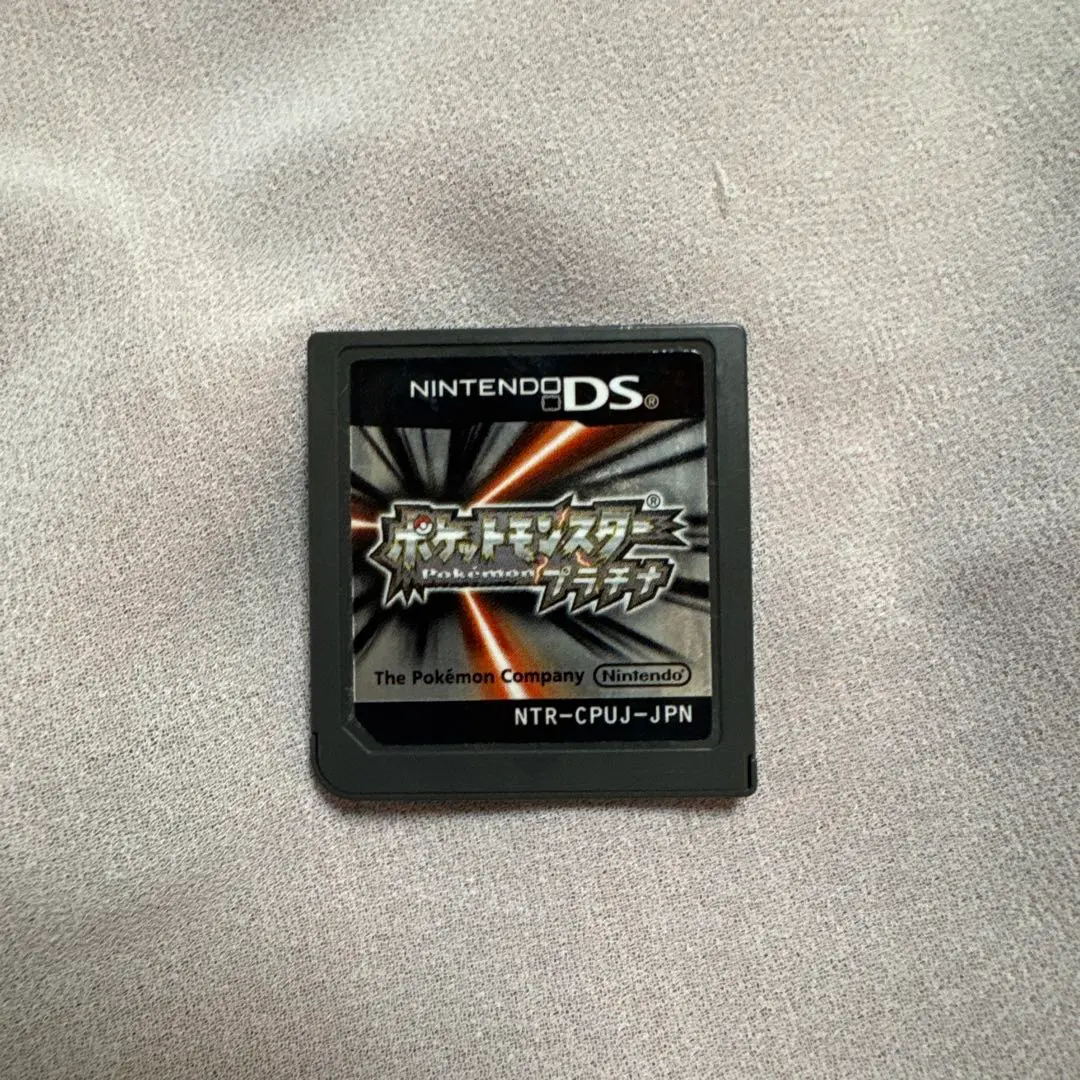 NINTENDO DS®
ポケットモンスター®
Pokémon プラチナ
The Pokémon Company Nintendo®
NTR-CPUJ-JPN